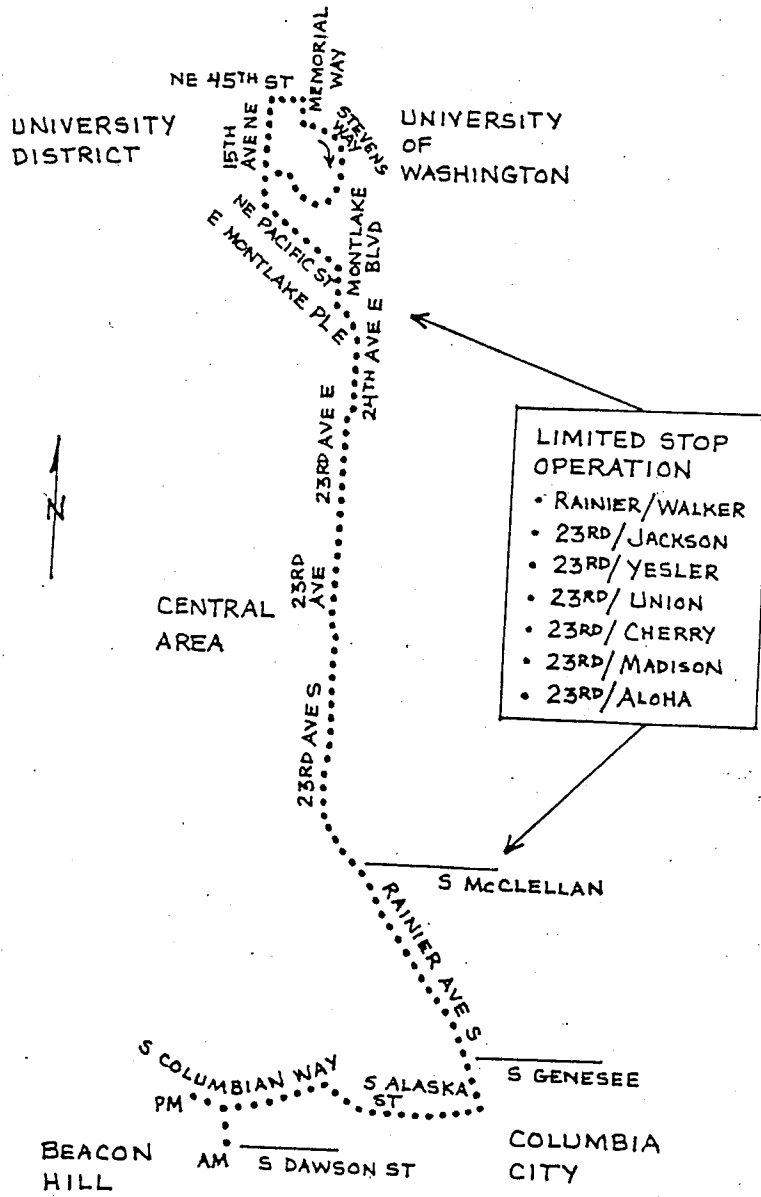 NE 45TH ST
MEMORIAL
WAY
STEVENS
WAY
UNIVERSITY
DISTRICT
15TH
AVE NE
UNIVERSITY
OF
WASHINGTON
NE PACIFIC ST
E MONTLAKE PL E
MONTLAKE
BLVD
24TH AVE E
23RD AVE E
N
LIMITED STOP
OPERATION
• RAINIER/WALKER
• 23RD/JACKSON
• 23RD/YESLER
• 23RD/UNION
• 23RD/CHERRY
• 23RD/MADISON
• 23RD/ALOHA
23RD
AVE
CENTRAL
AREA
23RD AVE S
S McCLELLAN
RAINIER AVE S
S GENESEE
S COLUMBIAN WAY
S ALASKA
ST
PM
AM
S DAWSON ST
BEACON
HILL
COLUMBIA
CITY